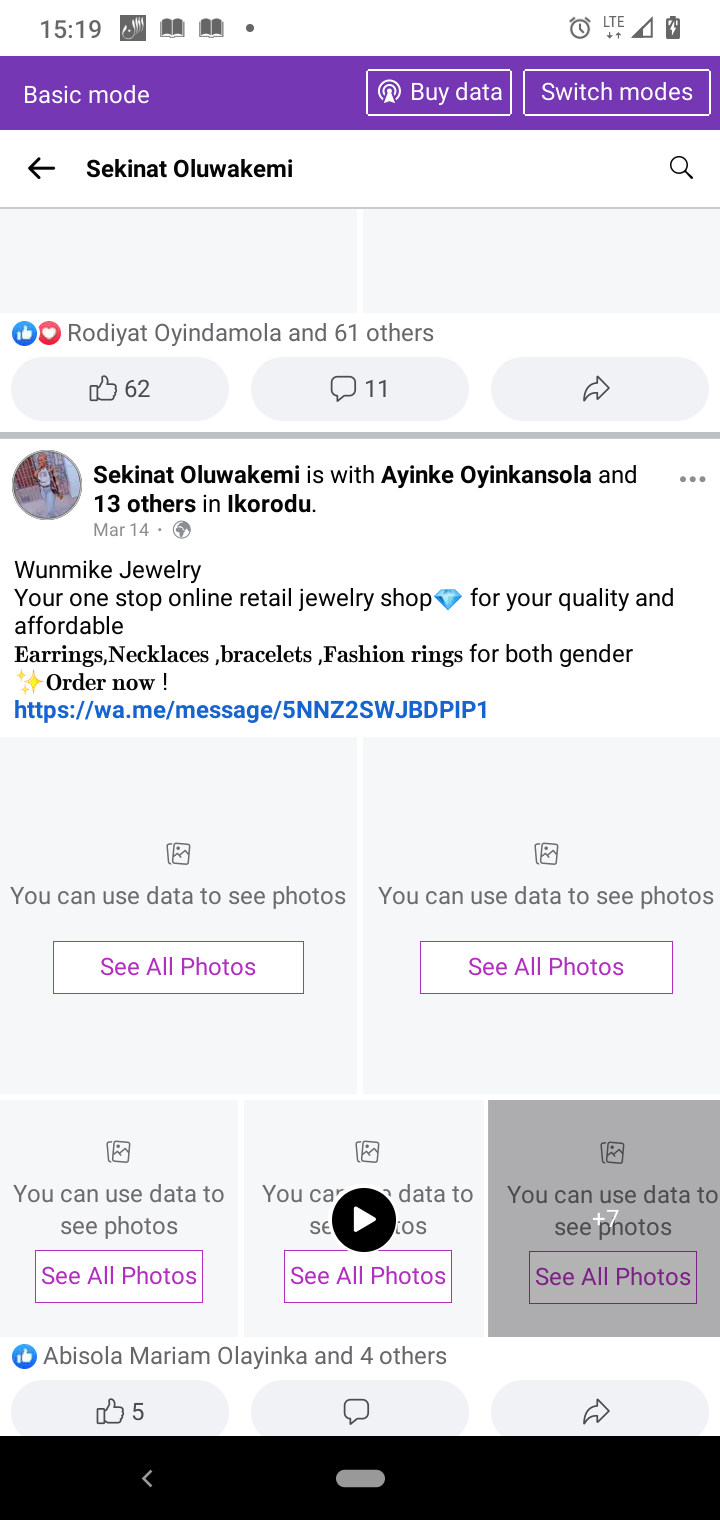 15:19
LTE
Basic mode
Buy data
Switch modes
Sekinat Oluwakemi
Rodiyat Oyindamola and 61 others
62
11
Sekinat Oluwakemi is with Ayinke Oyinkansola and
13 others in Ikorodu.
Mar 14 ·
Wunmike Jewelry
Your one stop online retail jewelry shop💎 for your quality and
affordable
𝐄𝐚𝐫𝐫𝐢𝐧𝐠𝐬,𝐍𝐞𝐜𝐤𝐥𝐚𝐜𝐞𝐬 ,𝐛𝐫𝐚𝐜𝐞𝐥𝐞𝐭𝐬 ,𝐅𝐚𝐬𝐡𝐢𝐨𝐧 𝐫𝐢𝐧𝐠𝐬 for both gender
✨𝐎𝐫𝐝𝐞𝐫 𝐧𝐨𝐰 !
https://wa.me/message/5NNZ2SWJBDPIP1
You can use data to see photos
See All Photos
You can use data to see photos
See All Photos
You can use data to
see photos
See All Photos
You can use data to
see photos
See All Photos
You can use data to
see photos
+7
See All Photos
Abisola Mariam Olayinka and 4 others
5